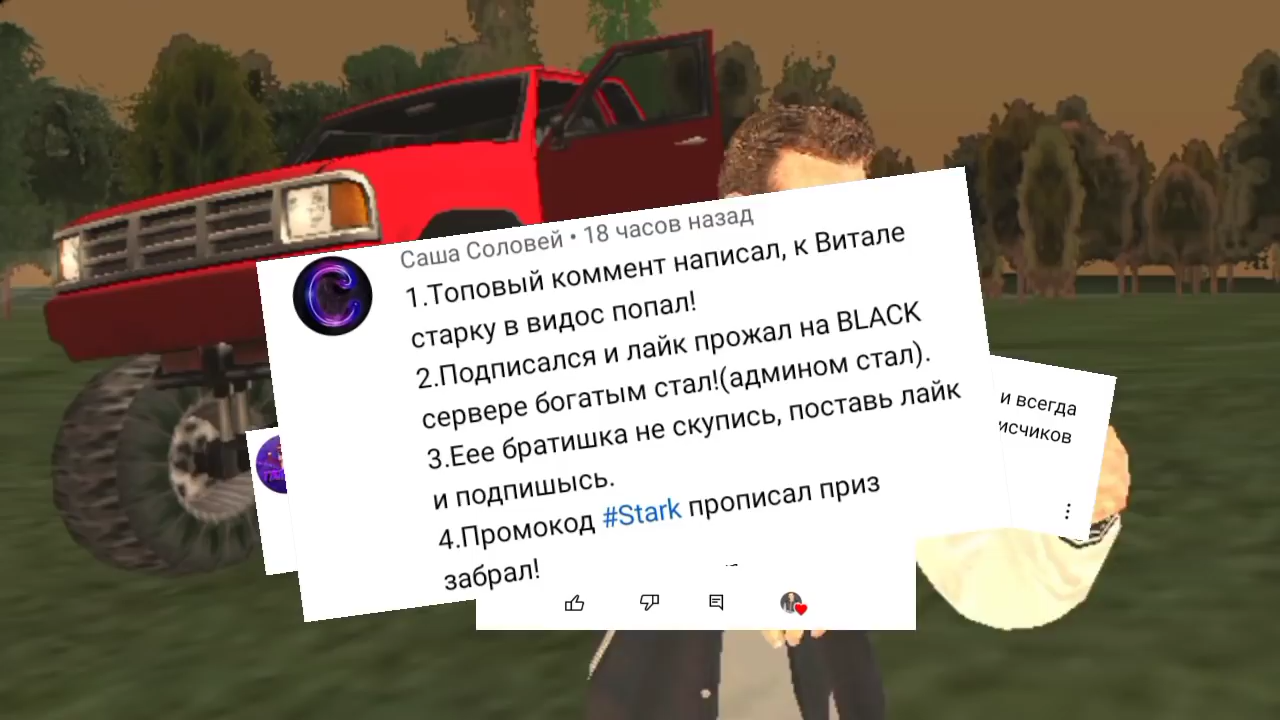 Саша Соловей • 18 часов назад
1.Топовый коммент написал, к Витале
старку в видос попал!
2.Подписался и лайк прожал на BLACK
сервере богатым стал!(админом стал).
3.Еее братишка не скупись, поставь лайк
и подпишысь.
4.Промокод #Stark прописал приз
забрал!
и всегда